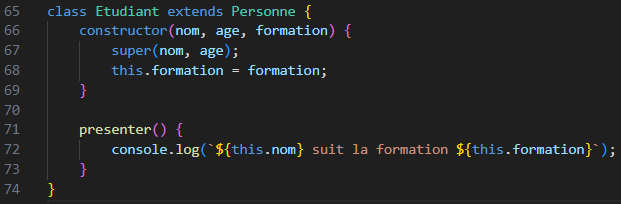 65 class Etudiant extends Personne {
66     constructor(nom, age, formation) {
67         super(nom, age);
68         this.formation = formation;
69     }
70
71     presenter() {
72         console.log(`${this.nom} suit la formation ${this.formation}`);
73     }
74 }